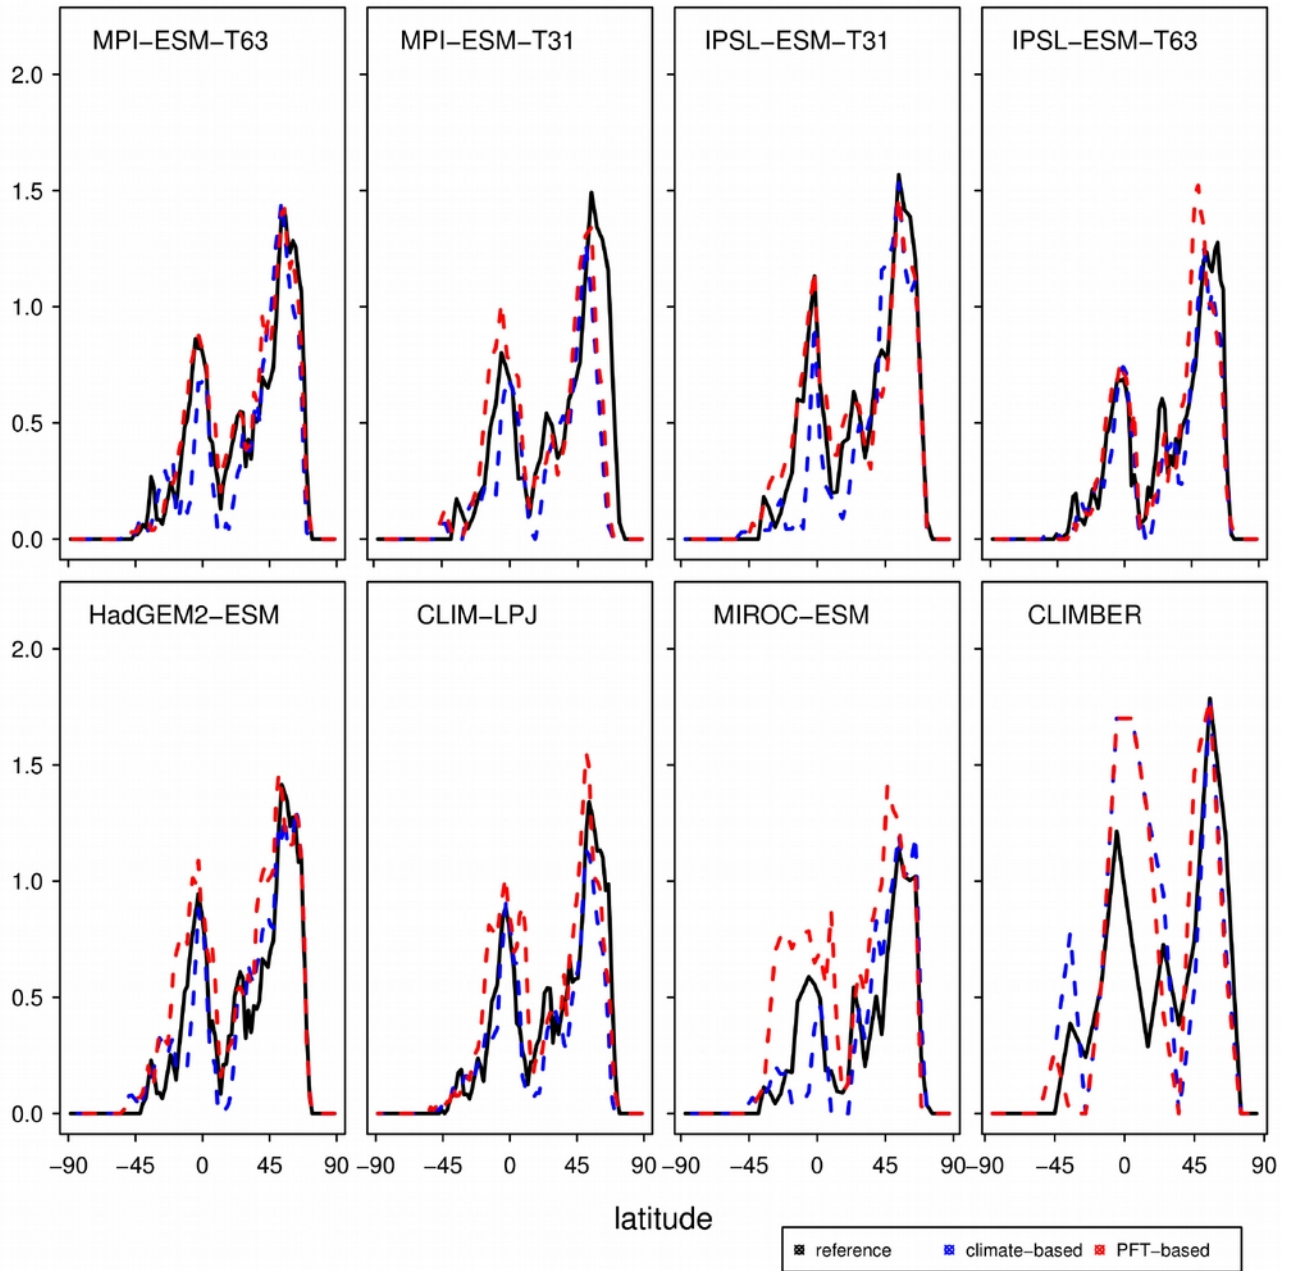 MPI−ESM−T63 MPI−ESM−T31 IPSL−ESM−T31 IPSL−ESM−T63
2.0
1.5
1.0
0.5
0.0
HadGEM2−ESM CLIM−LPJ MIROC−ESM CLIMBER
2.0
1.5
1.0
0.5
0.0
−90 −45 0 45 90 −90 −45 0 45 90 −90 −45 0 45 90 −90 −45 0 45 90
latitude
reference climate−based PFT−based